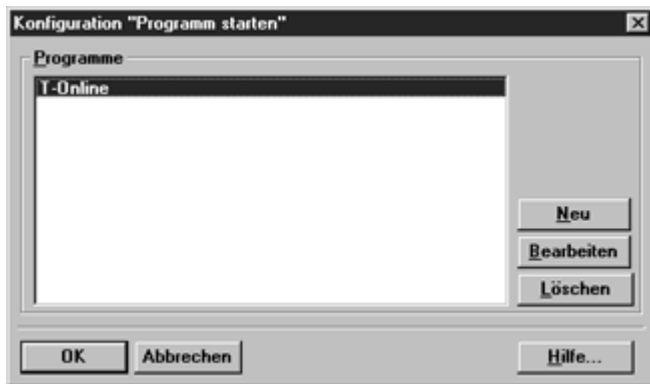 Konfiguration "Programm starten"
Programme
T-Online
Neu
Bearbeiten
Löschen
OK
Abbrechen
Hilfe...